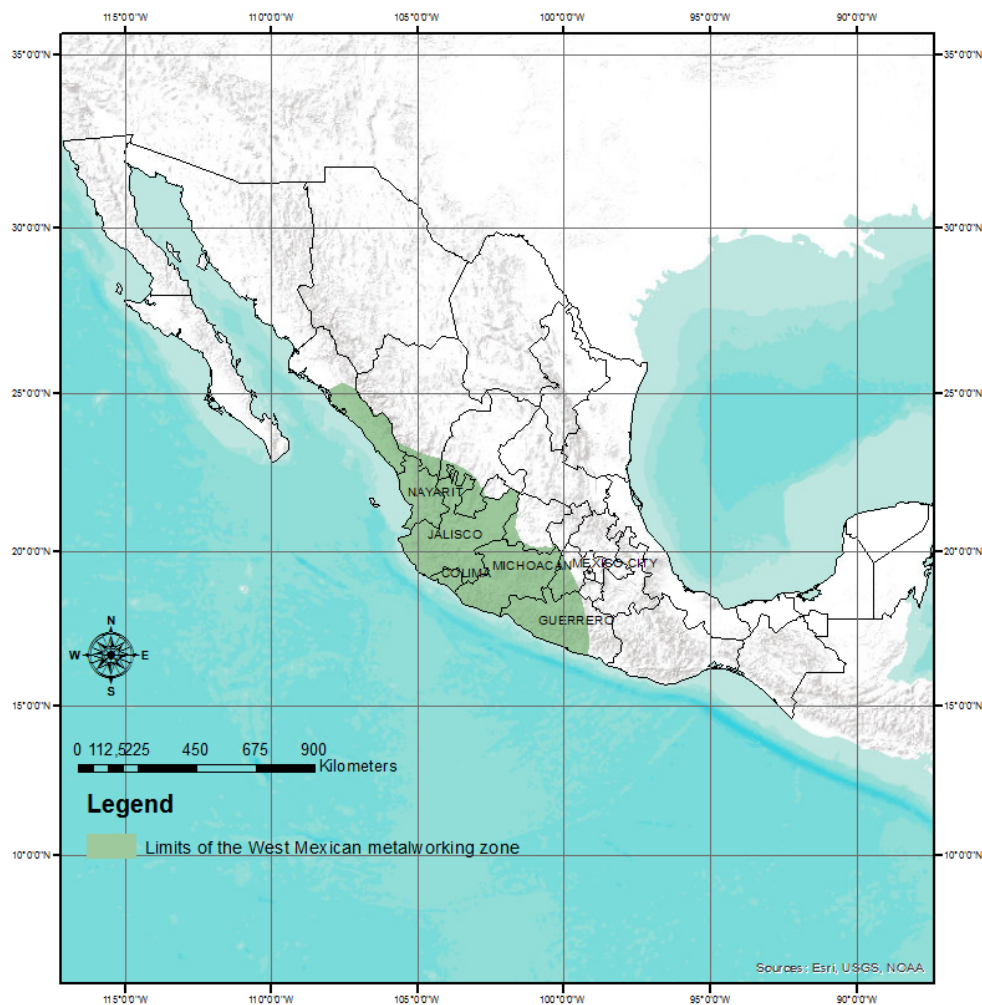 115°0'0"W 110°0'0"W 105°0'0"W 100°0'0"W 95°0'0"W 90°0'0"W
35°0'0"N 35°0'0"N
30°0'0"N 30°0'0"N
25°0'0"N 25°0'0"N
NAYARIT
JALISCO
20°0'0"N 20°0'0"N
MICHOACAN MEXICO CITY
COLIMA
GUERRERO
N
W E
S
15°0'0"N 15°0'0"N
0 112,5 225 450 675 900
Kilometers
Legend
Limits of the West Mexican metalworking zone
10°0'0"N 10°0'0"N
Sources: Esri, USGS, NOAA
115°0'0"W 110°0'0"W 105°0'0"W 100°0'0"W 95°0'0"W 90°0'0"W